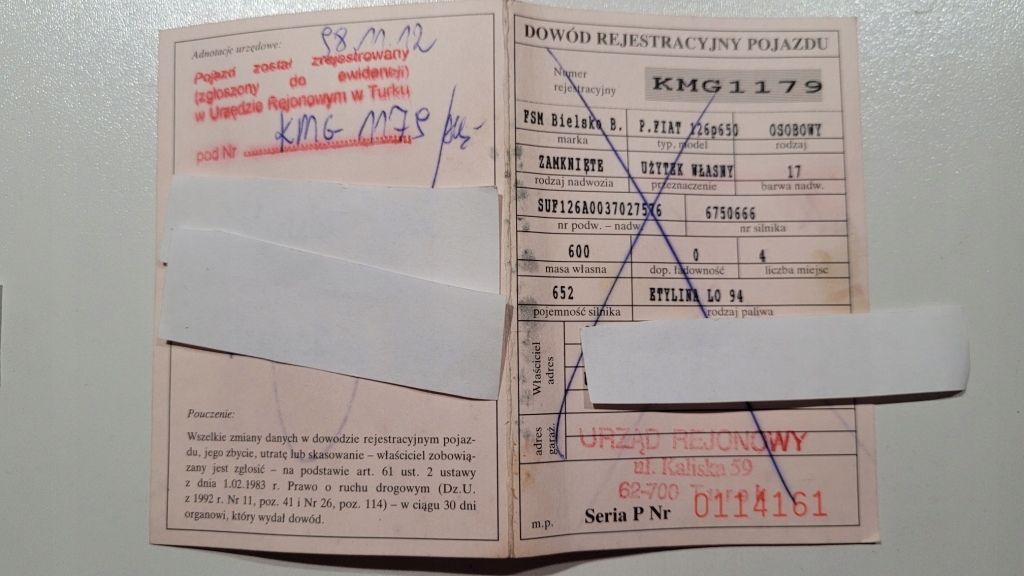 Adnotacje urzędowe:
98.11.12
Pojazd został zrejestrowany
(zgłoszony do ewidencji)
w Urzędzie Rejonowym w Turku
pod Nr KMG 1179
Pouczenie:
Wszelkie zmiany danych w dowodzie rejestracyjnym pojaz-
du, jego zbycie, utratę lub skasowanie – właściciel zobowią-
zany jest zgłosić – na podstawie art. 61 ust. 2 ustawy
z dnia 1.02.1983 r. Prawo o ruchu drogowym (Dz.U.
z 1992 r. Nr 11, poz. 41 i Nr 26, poz. 114) – w ciągu 30 dni
organowi, który wydał dowód.
DOWÓD REJESTRACYJNY POJAZDU
Numer
rejestracyjny
KMG1179
FSM Bielsko B. P.FIAT 126p650 OSOBOWY
marka typ, model rodzaj
ZAMKNIĘTE UŻYTEK WŁASNY 17
rodzaj nadwozia przeznaczenie barwa nadw.
SUF126A0037027576 6750666
nr podw. – nadw. nr silnika
600 0 4
masa własna dop. ładowność liczba miejsc
652 ETYLINA LO 94
pojemność silnika rodzaj paliwa
Właściciel
adres
adres
garaż.
URZĄD REJONOWY
ul. Kaliska 59
62-700
m.p. Seria P Nr 0114161